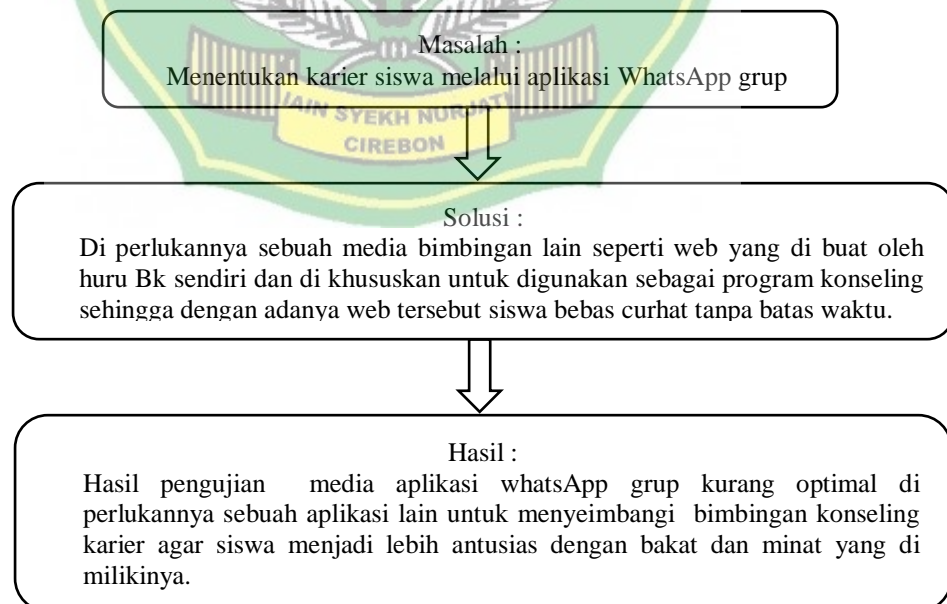 Masalah :
Menentukan karier siswa melalui aplikasi WhatsApp grup
IAIN SYEKH NURJATI
CIREBON
Solusi :
Di perlukannya sebuah media bimbingan lain seperti web yang di buat oleh
huru Bk sendiri dan di khususkan untuk digunakan sebagai program konseling
sehingga dengan adanya web tersebut siswa bebas curhat tanpa batas waktu.
Hasil :
Hasil pengujian media aplikasi whatsApp grup kurang optimal di
perlukannya sebuah aplikasi lain untuk menyeimbangi bimbingan konseling
karier agar siswa menjadi lebih antusias dengan bakat dan minat yang di
milikinya.